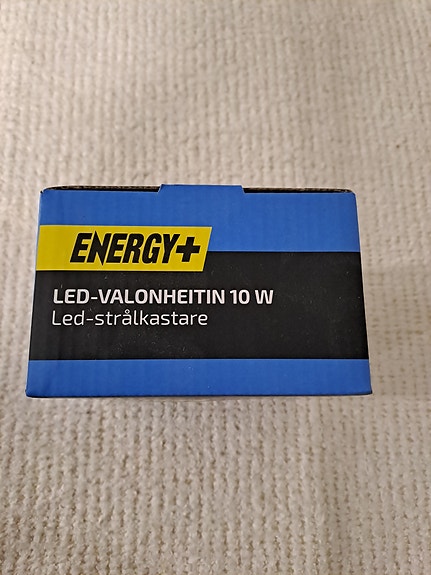 ENERGY+
LED-VALONHEITIN 10 W
Led-strålkastare